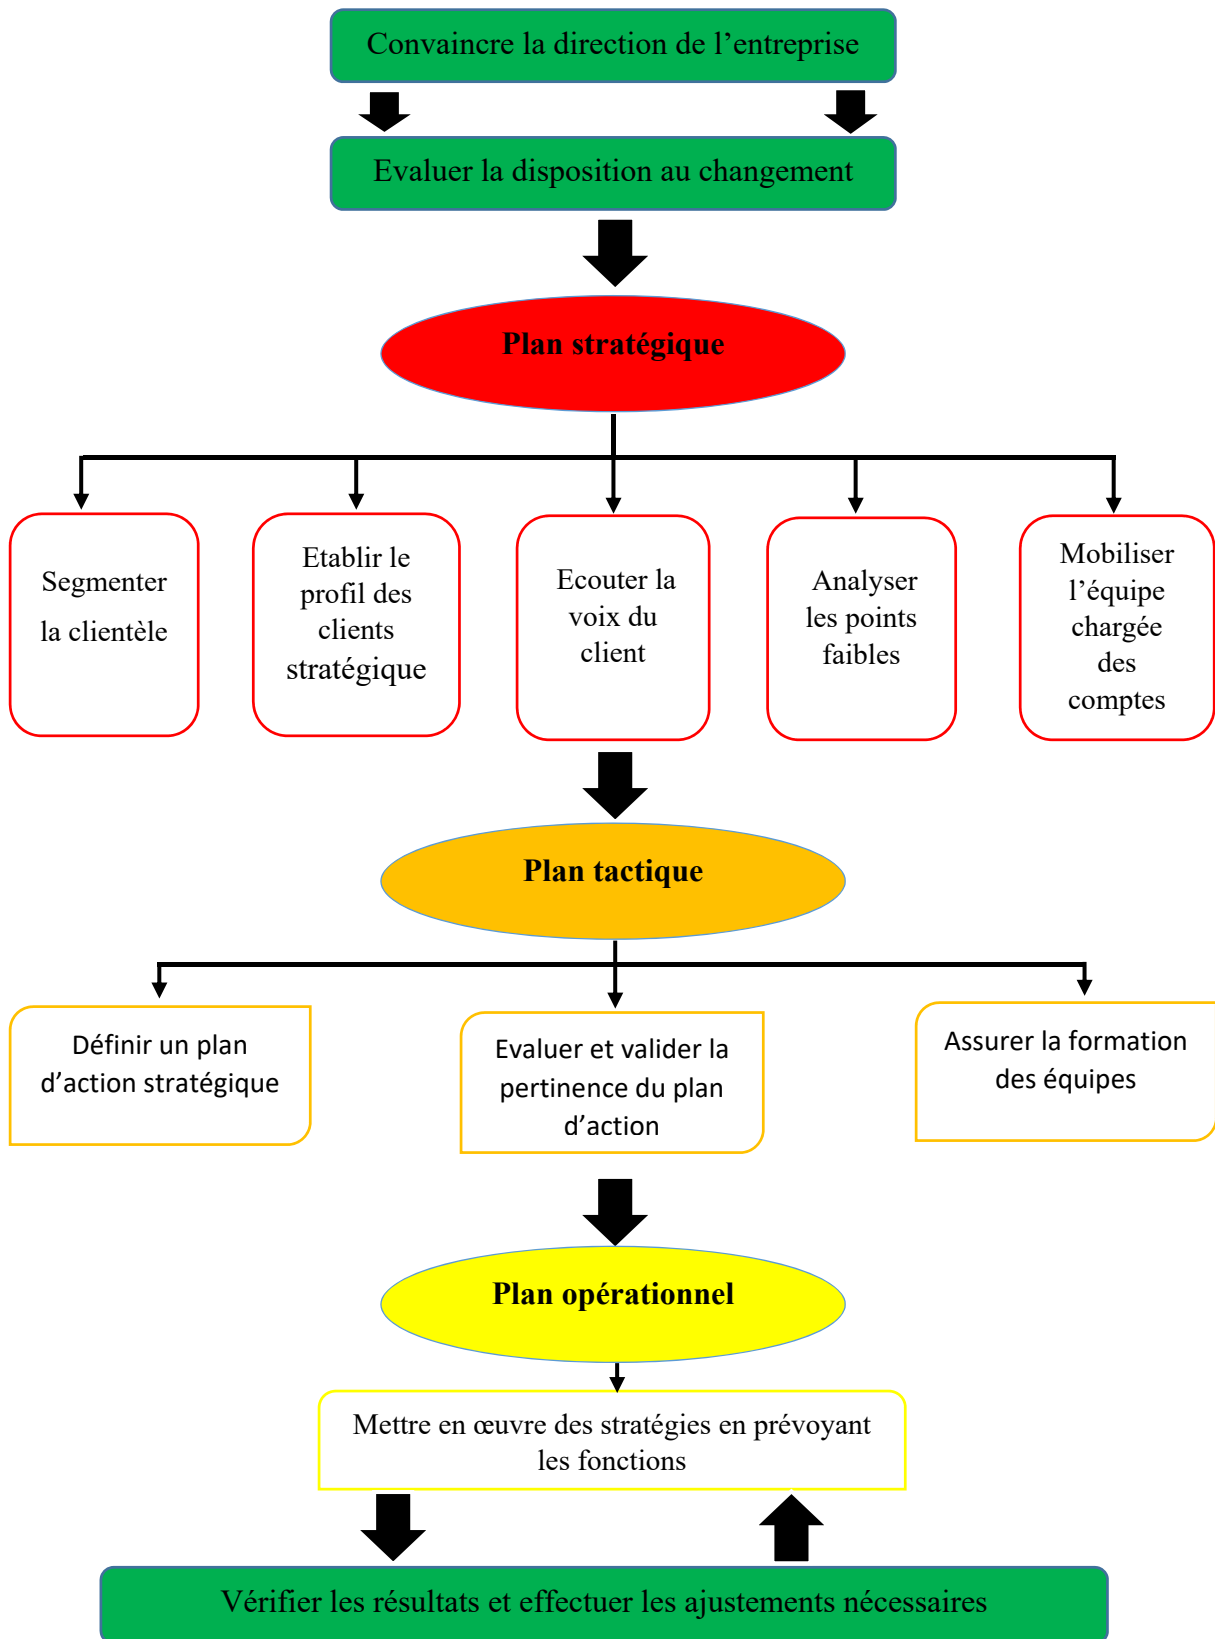 Convaincre la direction de l’entreprise
Evaluer la disposition au changement
Plan stratégique
Segmenter
la clientèle
Etablir le
profil des
clients
stratégique
Ecouter la
voix du
client
Analyser
les points
faibles
Mobiliser
l’équipe
chargée
des
comptes
Plan tactique
Définir un plan
d’action stratégique
Evaluer et valider la
pertinence du plan
d’action
Assurer la formation
des équipes
Plan opérationnel
Mettre en œuvre des stratégies en prévoyant
les fonctions
Vérifier les résultats et effectuer les ajustements nécessaires